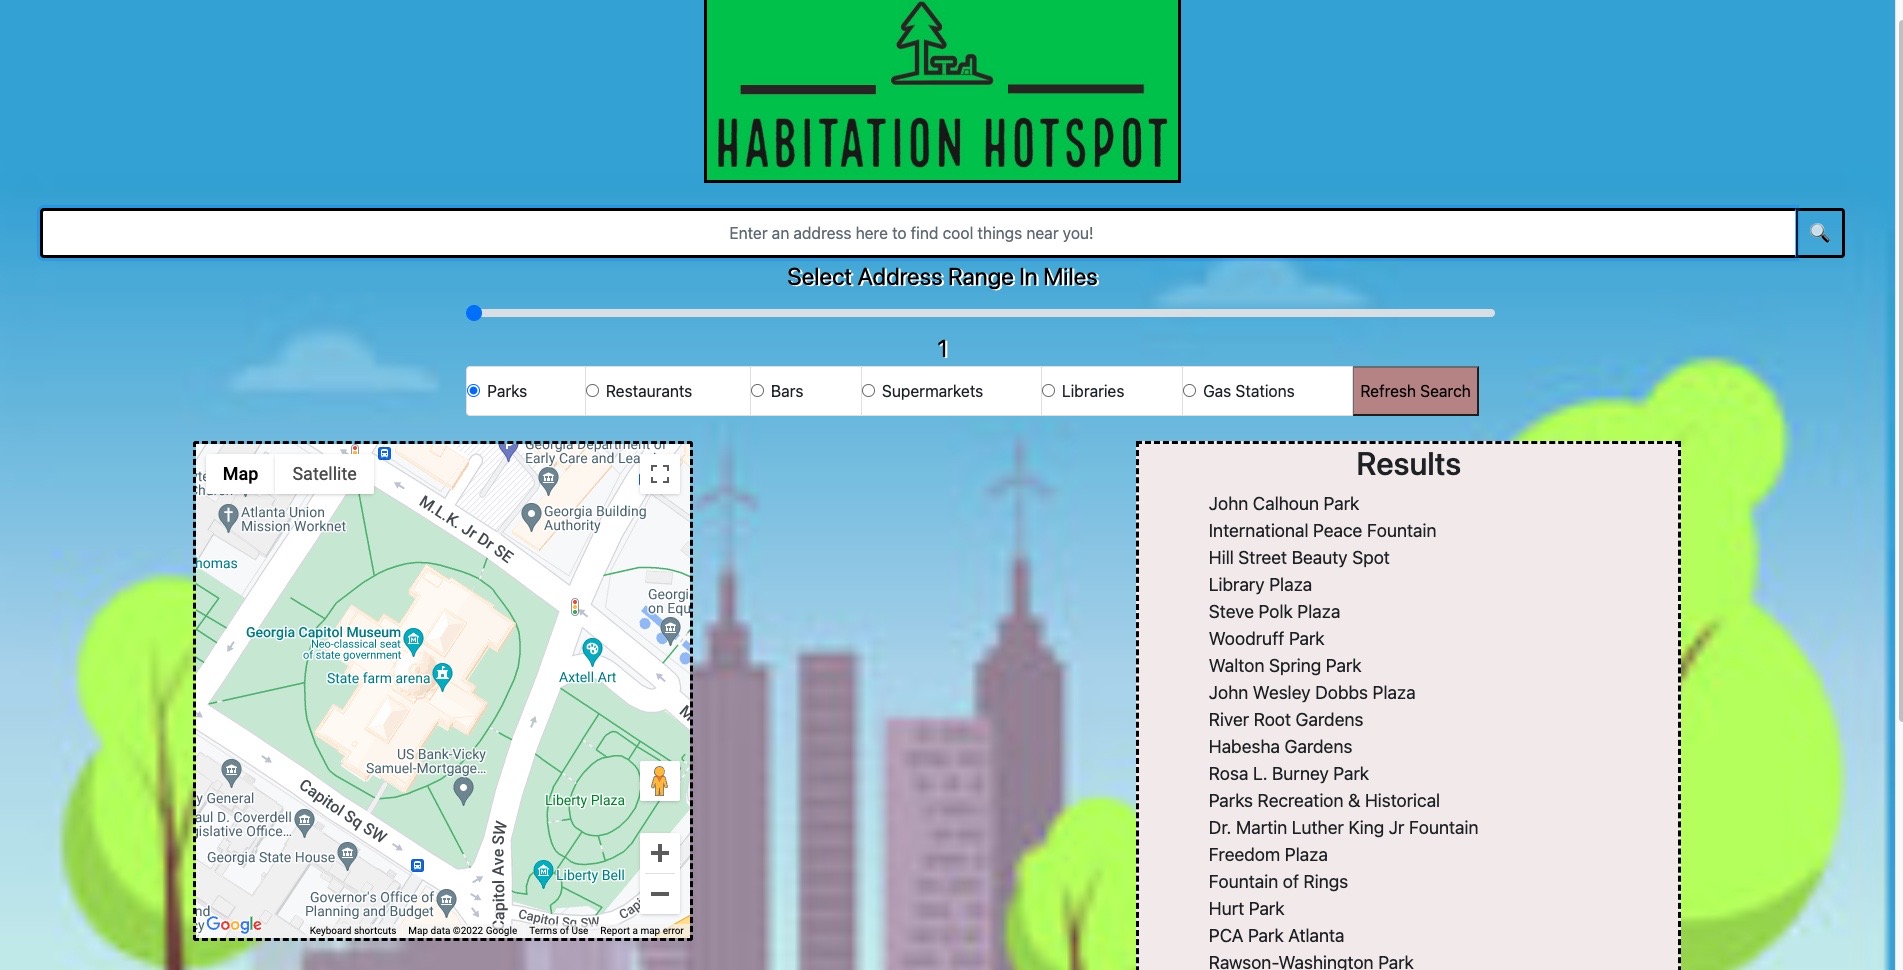 HABITATION HOTSPOT
Enter an address here to find cool things near you!
Select Address Range In Miles
1
Parks
Restaurants
Bars
Supermarkets
Libraries
Gas Stations
Refresh Search
Map
Satellite
Georgia Department of
Early Care and Lea
Atlanta Union
Mission Worknet
Georgia Building
Authority
M.L.K. Jr Dr SE
homas
Georgi
on Equ
Georgia Capitol Museum
Neo-classical seat
of state government
State farm arena
Axtell Art
US Bank-Vicky
Samuel-Mortgage...
Liberty Plaza
y General
Capitol Sq SW
aul D. Coverdell
islative Office...
Georgia State House
Capitol Ave SW
Liberty Bell
Governor's Office of
Planning and Budget
Capitol Sq SW
Capi
Google
Keyboard shortcuts
Map data ©2022 Google
Terms of Use
Report a map error
Results
John Calhoun Park
International Peace Fountain
Hill Street Beauty Spot
Library Plaza
Steve Polk Plaza
Woodruff Park
Walton Spring Park
John Wesley Dobbs Plaza
River Root Gardens
Habesha Gardens
Rosa L. Burney Park
Parks Recreation & Historical
Dr. Martin Luther King Jr Fountain
Freedom Plaza
Fountain of Rings
Hurt Park
PCA Park Atlanta
Rawson-Washington Park